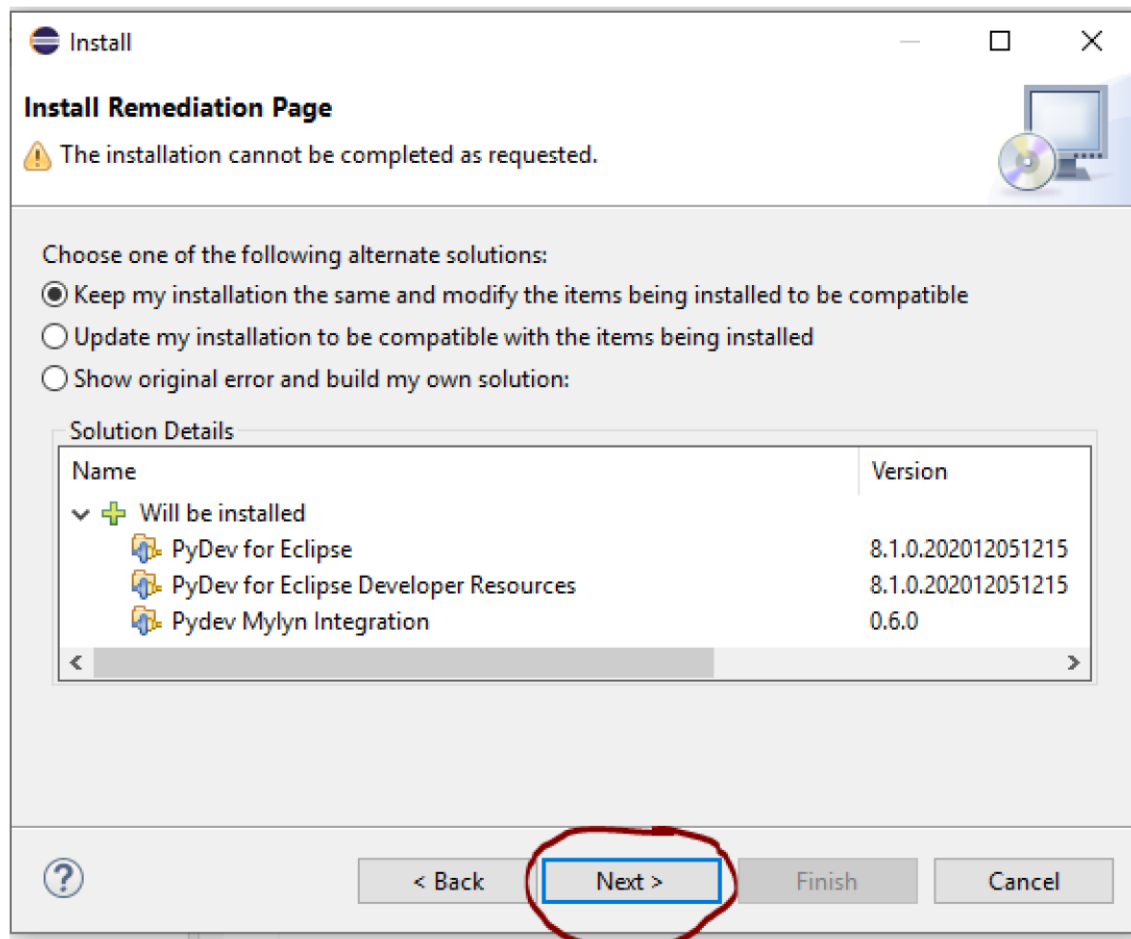 Install
Install Remediation Page
The installation cannot be completed as requested.
Choose one of the following alternate solutions:
Keep my installation the same and modify the items being installed to be compatible
Update my installation to be compatible with the items being installed
Show original error and build my own solution:
Solution Details
Name Version
Will be installed
PyDev for Eclipse 8.1.0.202012051215
PyDev for Eclipse Developer Resources 8.1.0.202012051215
Pydev Mylyn Integration 0.6.0
? < Back Next > Finish Cancel